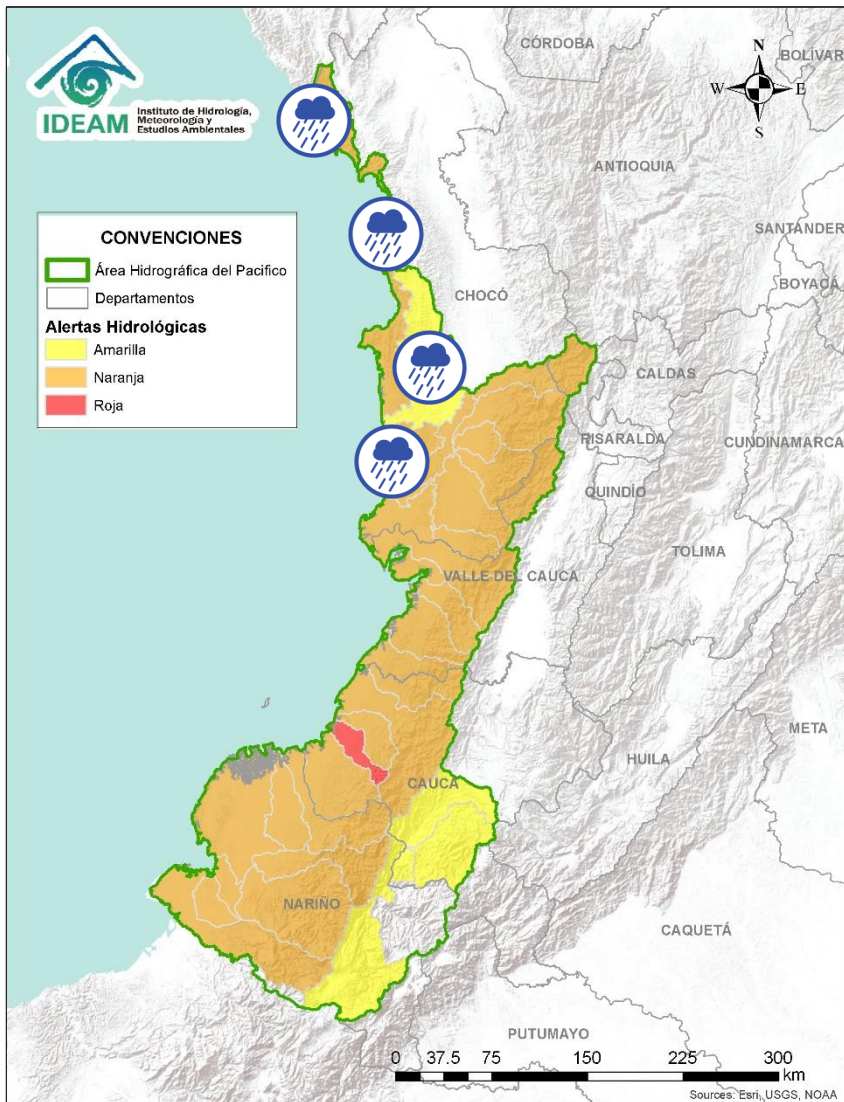 IDEAM
Instituto de Hidrología,
Meteorología y
Estudios Ambientales
CÓRDOBA
BOLÍVAR
N
W
E
S
ANTIOQUIA
SANTANDER
BOYACÁ
CONVENCIONES
Área Hidrográfica del Pacifico
Departamentos
Alertas Hidrológicas
Amarilla
Naranja
Roja
CHOCÓ
CALDAS
RISARALDA
CUNDINAMARCA
QUINDÍO
TOLIMA
VALLE DEL CAUCA
META
HUILA
CAUCA
NARIÑO
CAQUETÁ
PUTUMAYO
0 37.5 75 150 225 300
km
Sources: Esri, USGS, NOAA